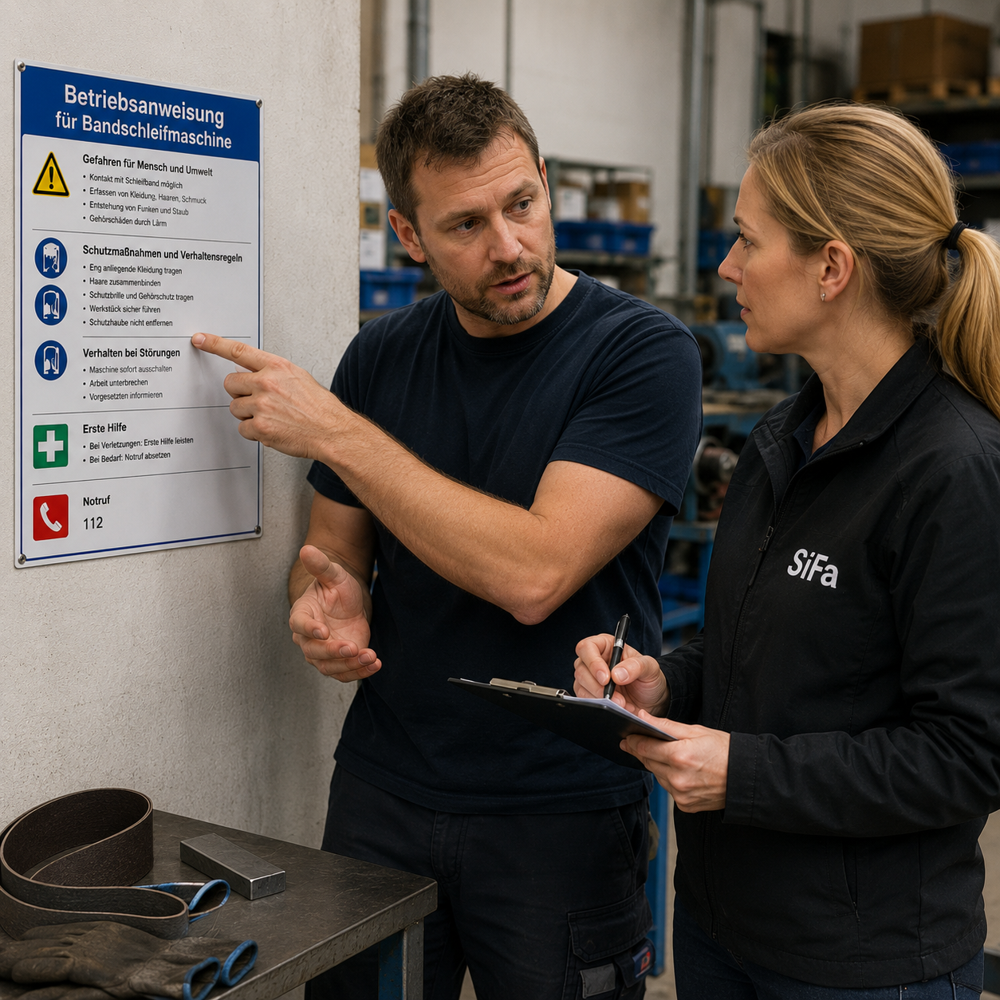 Betriebsanweisung
für Bandschleifmaschine
Gefahren für Mensch und Umwelt
• Kontakt mit Schleifband möglich
• Erfassen von Kleidung, Haaren, Schmuck
• Entstehung von Funken und Staub
• Gehörschäden durch Lärm
Schutzmaßnahmen und Verhaltensregeln
• Eng anliegende Kleidung tragen
• Haare zusammenbinden
• Schutzbrille und Gehörschutz tragen
• Werkstück sicher führen
• Schutzhaube nicht entfernen
Verhalten bei Störungen
• Maschine sofort ausschalten
• Arbeit unterbrechen
• Vorgesetzten informieren
Erste Hilfe
• Bei Verletzungen: Erste Hilfe leisten
• Bei Bedarf: Notruf absetzen
Notruf
112
SiFa